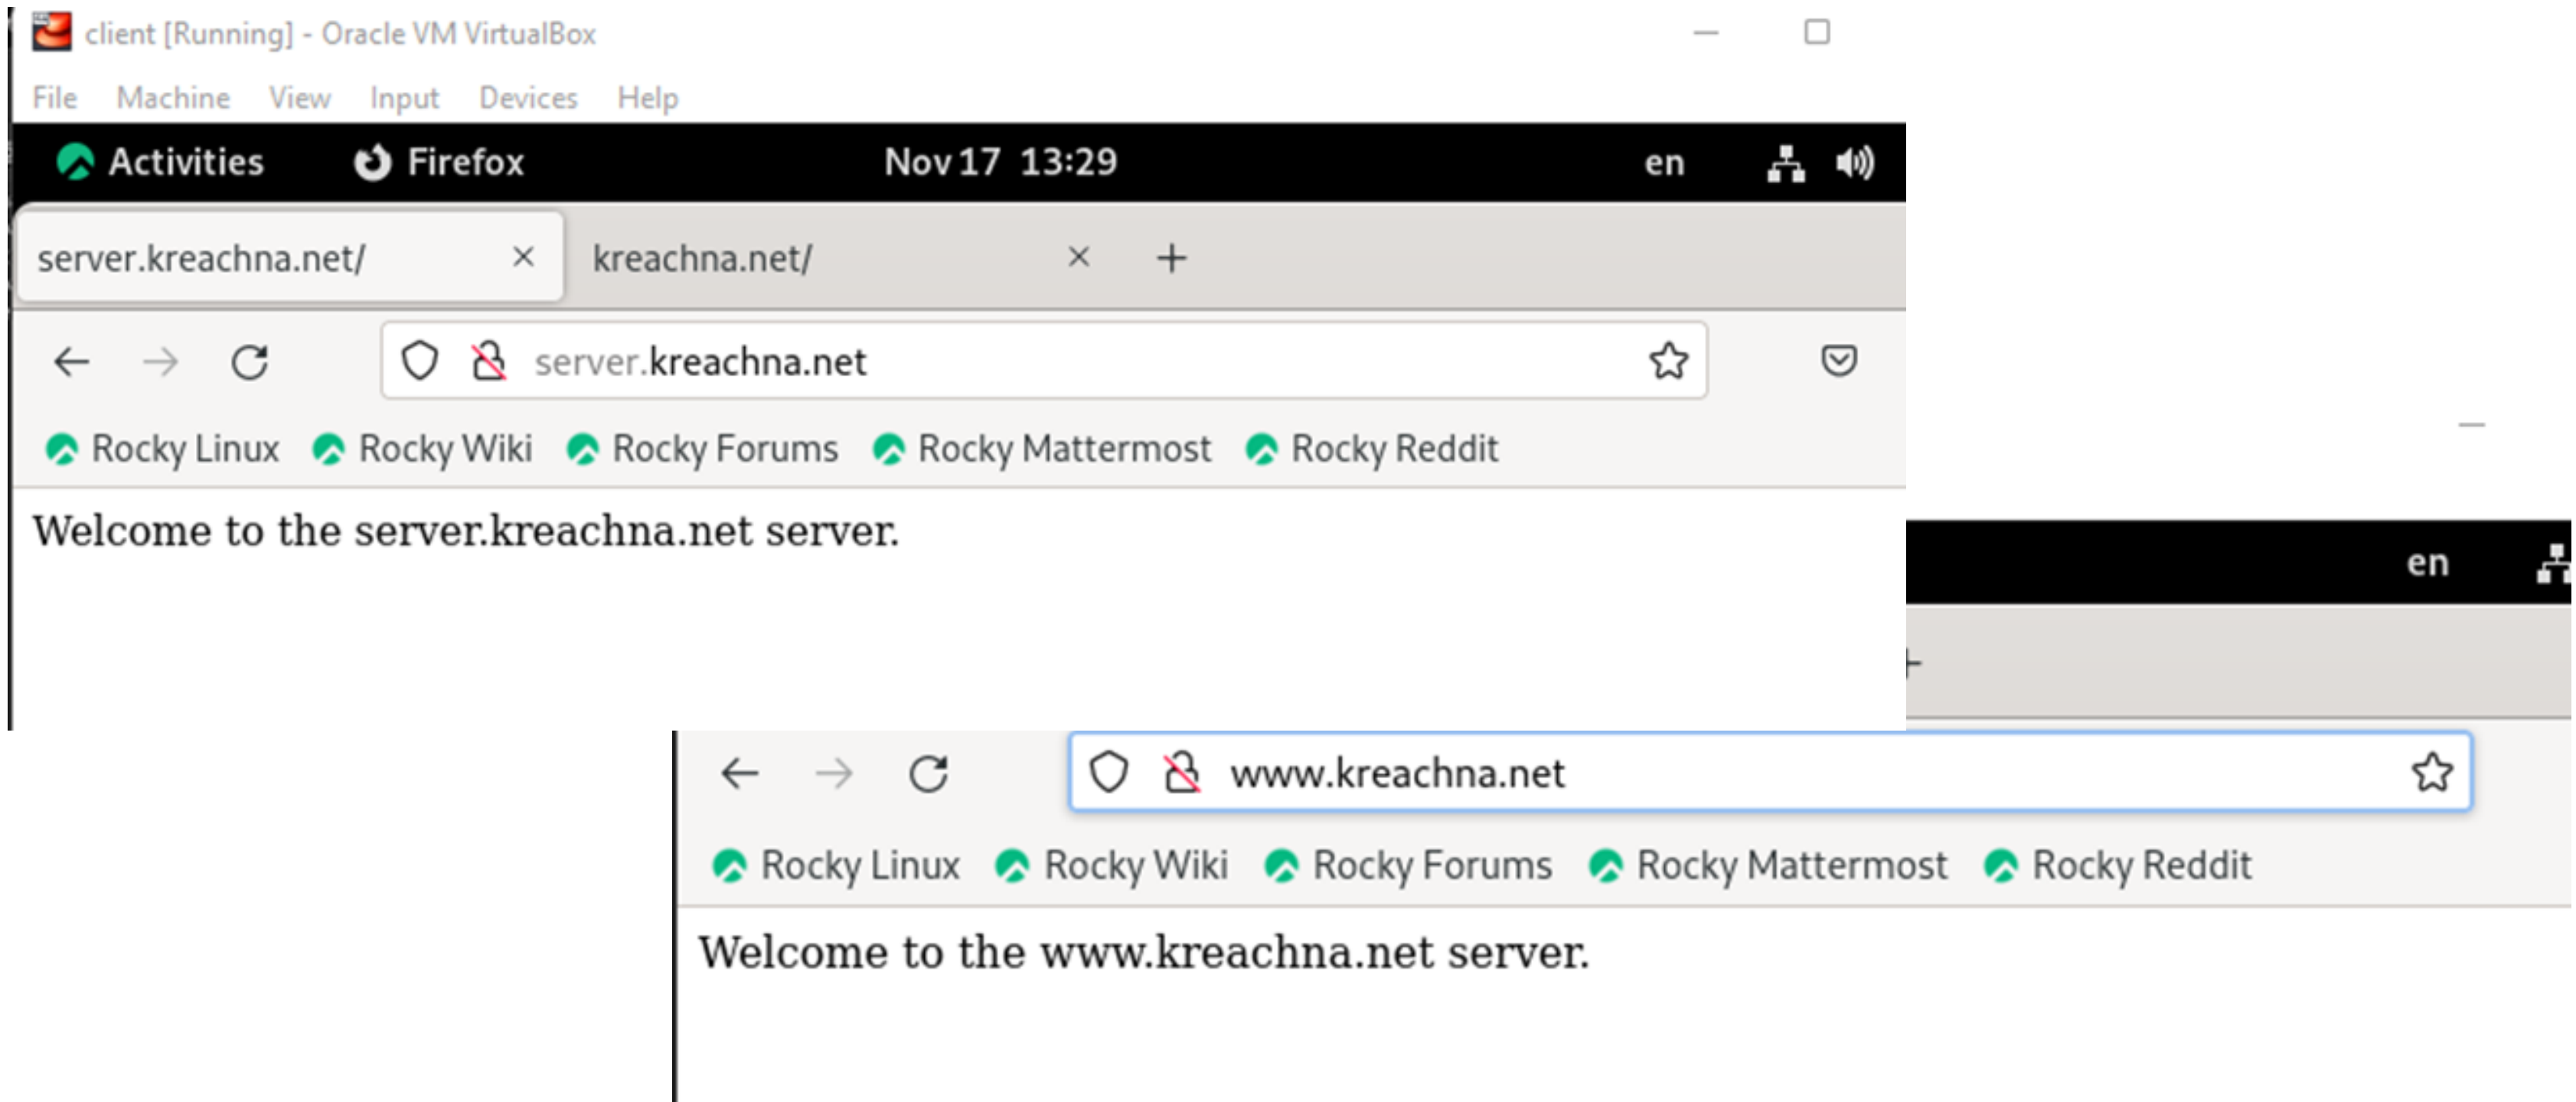 client [Running] - Oracle VM VirtualBox
File Machine View Input Devices Help
Activities Firefox Nov 17 13:29 en
server.kreachna.net/ kreachna.net/
server.kreachna.net
Rocky Linux Rocky Wiki Rocky Forums Rocky Mattermost Rocky Reddit
Welcome to the server.kreachna.net server.
en
www.kreachna.net
Rocky Linux Rocky Wiki Rocky Forums Rocky Mattermost Rocky Reddit
Welcome to the www.kreachna.net server.